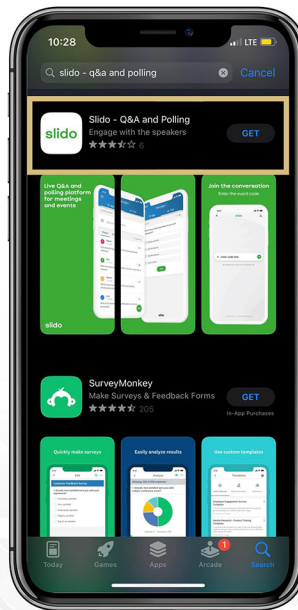 10:28
LTE
slido - q&a and polling
Cancel
slido
Slido - Q&A and Polling
Engage with the speakers
6
GET
Live Q&A and
polling platform
for meetings
and events
slido
Join the conversation
Enter the event code
slido
SurveyMonkey
Make Surveys & Feedback Forms
205
GET
In-App Purchases
Quickly make surveys
Easily analyze results
Use custom templates
Today
Games
Apps
Arcade
1
Search